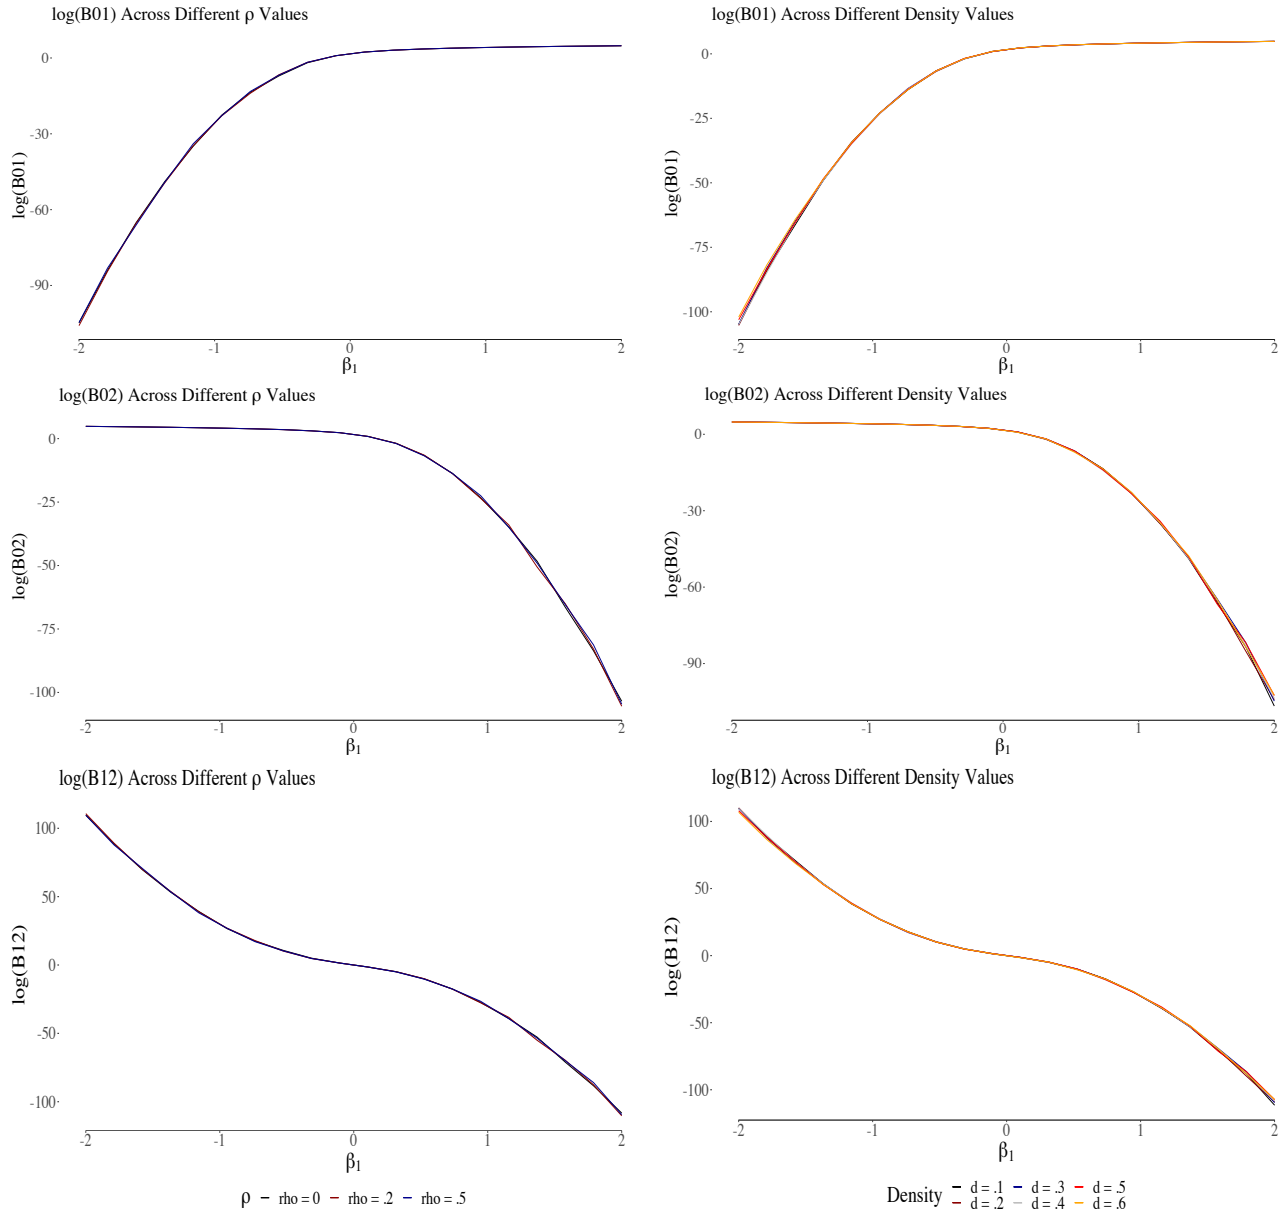 log(B01) Across Different ρ Values
0
-30
-60
-90
log(B01)
-2 -1 0 1 2
β1
log(B01) Across Different Density Values
0
-25
-50
-75
-100
log(B01)
-2 -1 0 1 2
β1
log(B02) Across Different ρ Values
0
-25
-50
-75
-100
log(B02)
-2 -1 0 1 2
β1
log(B02) Across Different Density Values
0
-30
-60
-90
log(B02)
-2 -1 0 1 2
β1
log(B12) Across Different ρ Values
100
50
0
-50
-100
log(B12)
-2 -1 0 1 2
β1
log(B12) Across Different Density Values
100
50
0
-50
-100
log(B12)
-2 -1 0 1 2
β1
ρ rho = 0 rho = .2 rho = .5
Density
d = .1 d = .3 d = .5
d = .2 d = .4 d = .6